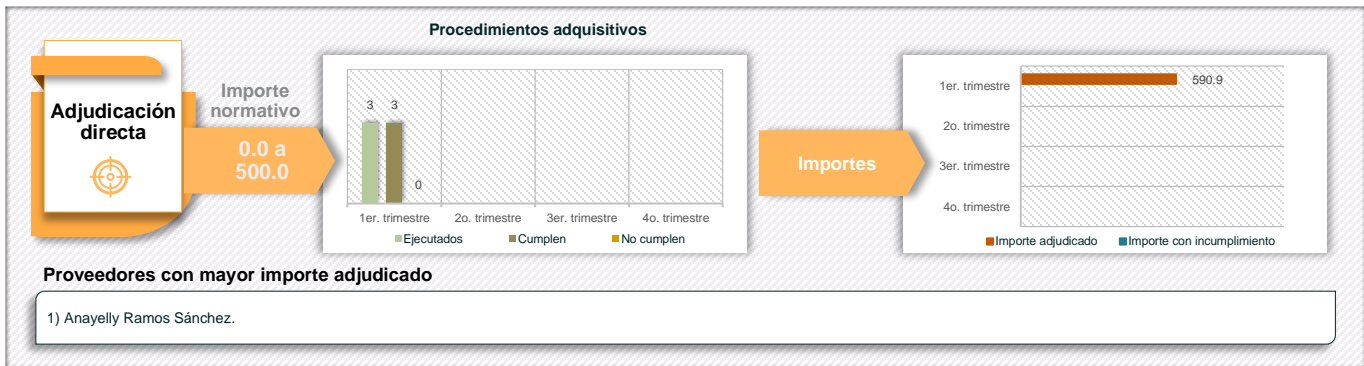 Procedimientos adquisitivos
Adjudicación
directa
Importe
normativo
0.0 a
500.0
3 3
0
1er. trimestre 2o. trimestre 3er. trimestre 4o. trimestre
Ejecutados Cumplen No cumplen
Importes
1er. trimestre 590.9
2o. trimestre
3er. trimestre
4o. trimestre
Importe adjudicado Importe con incumplimiento
Proveedores con mayor importe adjudicado
1) Anayelly Ramos Sánchez.